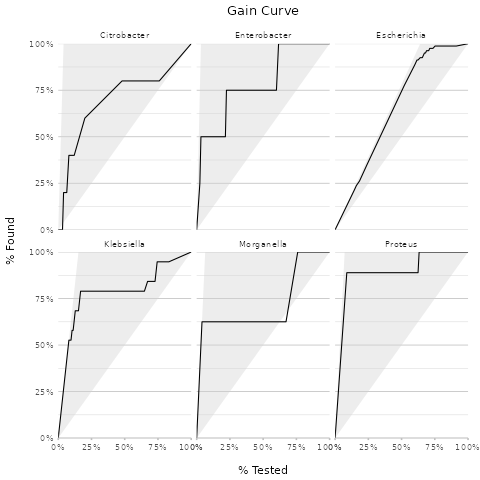 Gain Curve
Citrobacter Enterobacter Escherichia
100%
75%
50%
25%
0%
Klebsiella Morganella Proteus
100%
75%
50%
25%
0%
0% 25% 50% 75% 100% 0% 25% 50% 75% 100% 0% 25% 50% 75% 100%
% Tested
% Found